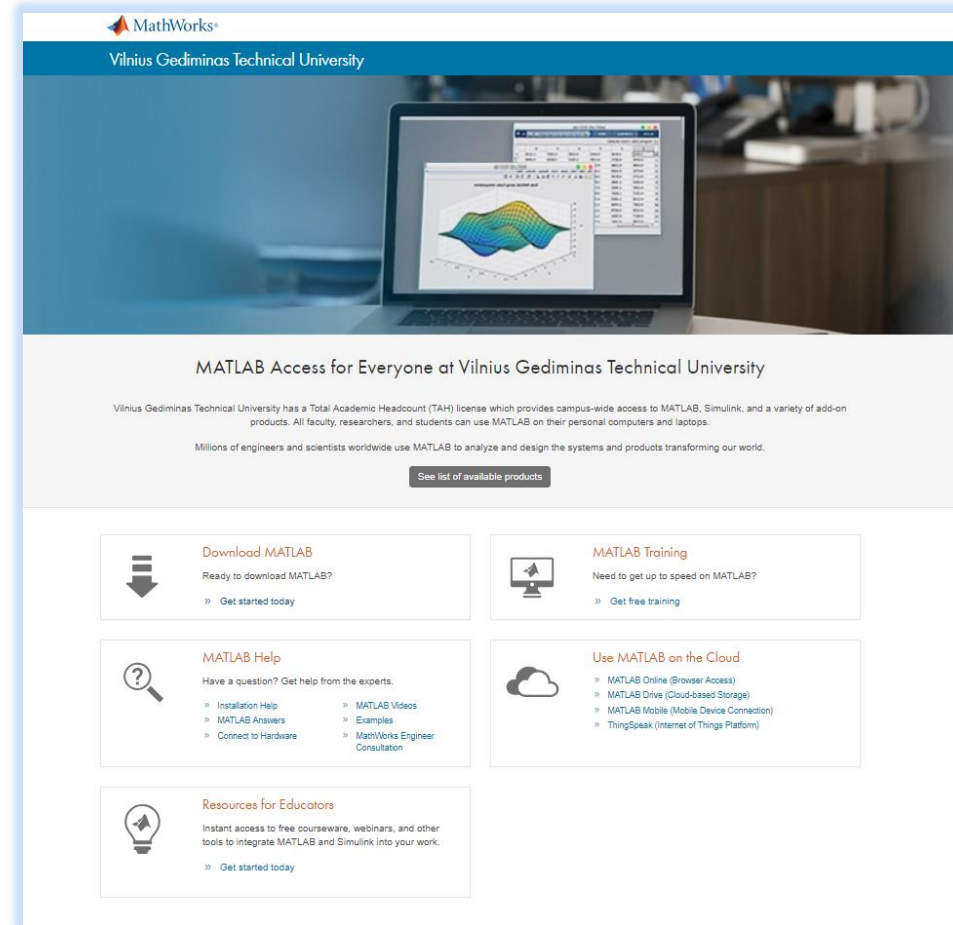 MathWorks®
Vilnius Gediminas Technical University
MATLAB Access for Everyone at Vilnius Gediminas Technical University
Vilnius Gediminas Technical University has a Total Academic Headcount (TAH) license which provides campus-wide access to MATLAB, Simulink, and a variety of add-on
products. All faculty, researchers, and students can use MATLAB on their personal computers and laptops.
Millions of engineers and scientists worldwide use MATLAB to analyze and design the systems and products transforming our world.
See list of available products
Download MATLAB
Ready to download MATLAB?
» Get started today
MATLAB Training
Need to get up to speed on MATLAB?
» Get free training
MATLAB Help
Have a question? Get help from the experts.
» Installation Help
» MATLAB Answers
» Connect to Hardware
» MATLAB Videos
» Examples
» MathWorks Engineer
Consultation
Use MATLAB on the Cloud
» MATLAB Online (Browser Access)
» MATLAB Drive (Cloud-based Storage)
» MATLAB Mobile (Mobile Device Connection)
» ThingSpeak (Internet of Things Platform)
Resources for Educators
Instant access to free courseware, webinars, and other
tools to integrate MATLAB and Simulink into your work.
» Get started today